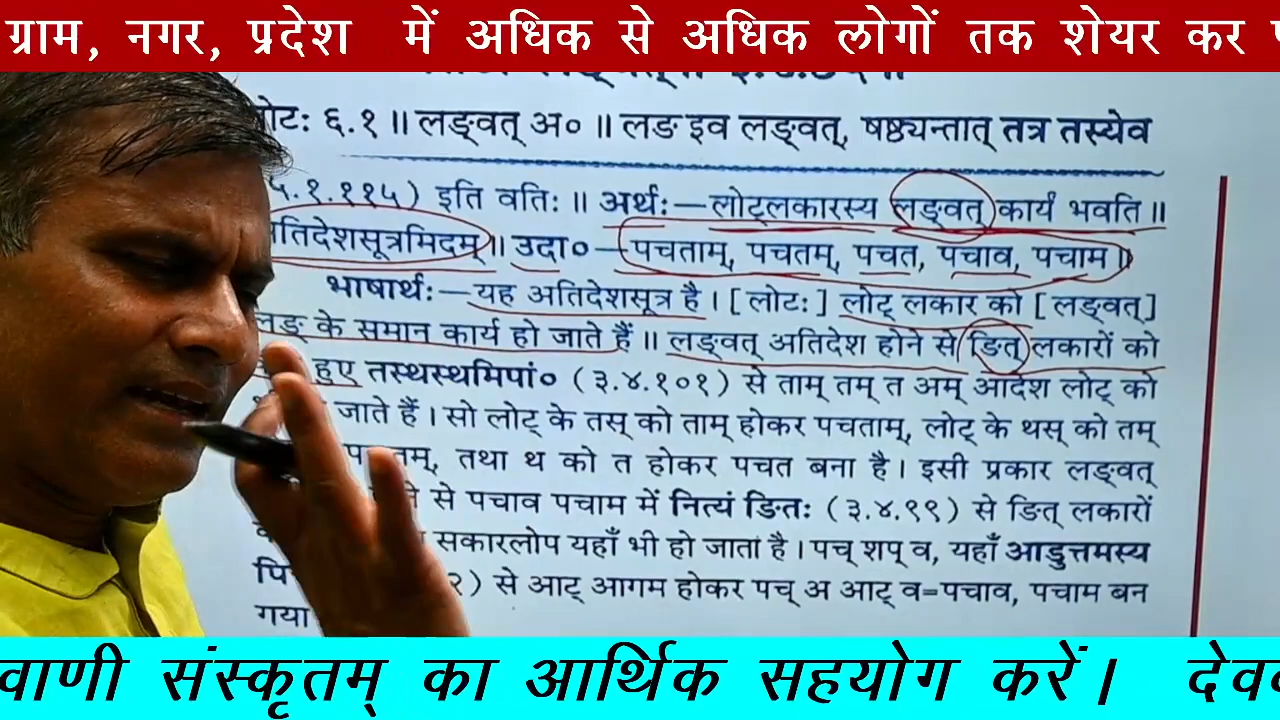 ग्राम, नगर, प्रदेश में अधिक से अधिक लोगों तक शेयर कर
लोटः ६.१ ॥ लङ्वत् अ० ॥ लङ इव लङ्वत्, षष्ठ्यन्तात् तत्र तस्येव
५.१.११५) इति वतिः ॥ अर्थः—लोट्लकारस्य लङ्वत् कार्यं भवति ॥
अतिदेशसूत्रमिदम् ॥ उदा०—पचताम्, पचतम्, पचत, पचाव, पचाम ॥
भाषार्थः—यह अतिदेशसूत्र है। [लोटः] लोट् लकार को [लङ्वत्]
लङ् के समान कार्य हो जाते हैं ॥ लङ्वत् अतिदेश होने से ङित् लकारों को
हुए तस्थस्थमिपां० (३.४.१०१) से ताम् तम् त अम् आदेश लोट् को
जाते हैं। सो लोट् के तस् को ताम् होकर पचताम्, लोट् के थस् को तम्
तम्, तथा थ को त होकर पचत बना है। इसी प्रकार लङ्वत्
से पचाव पचाम में नित्यं ङितः (३.४.९९) से ङित् लकारों
सकारलोप यहाँ भी हो जाता है। पच् शप् व, यहाँ आडुत्तमस्य
२) से आट् आगम होकर पच् अ आट् व=पचाव, पचाम बन
गया
वाणी संस्कृतम् का आर्थिक सहयोग करें।